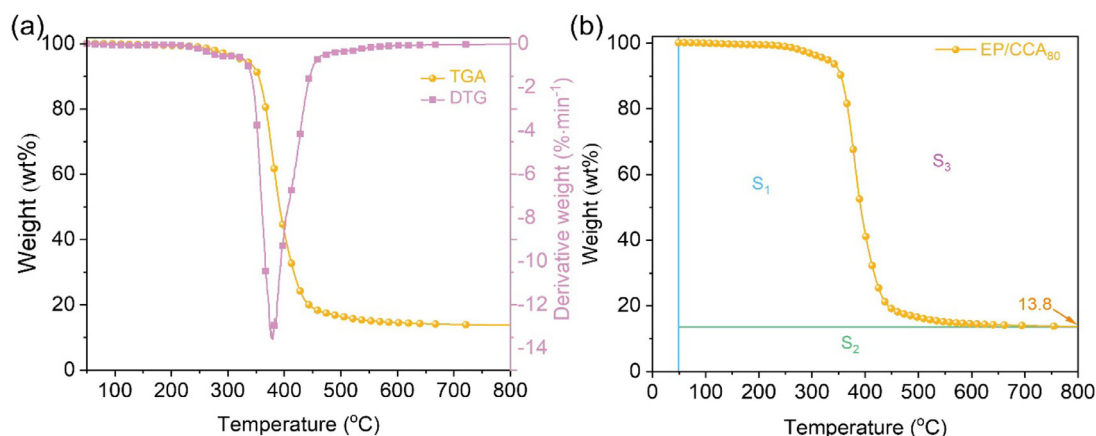 (a)
100
80
60
40
20
0
Weight (wt%)
100 200 300 400 500 600 700 800
Temperature (°C)
TGA
DTG
0
-2
-4
-6
-8
-10
-12
-14
Derivative weight (%·min⁻¹)
(b)
100
80
60
40
20
0
Weight (wt%)
0 100 200 300 400 500 600 700 800
Temperature (°C)
EP/CCA₈₀
S₁
S₃
S₂
13.8